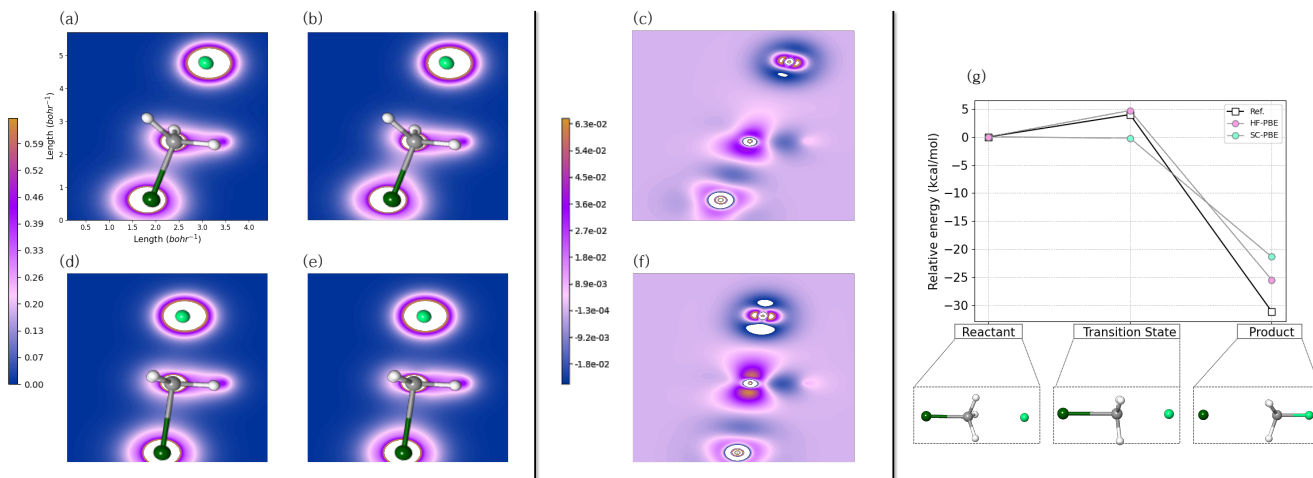 (a)
(b)
(c)
(d)
(e)
(f)
(g)
0.59
0.52
0.46
0.39
0.33
0.26
0.20
0.13
0.07
0.00
Length (bohr⁻¹)
5
4
3
2
1
0
0.5 1.0 1.5 2.0 2.5 3.0 3.5 4.0
Length (bohr⁻¹)
6.3e-02
5.4e-02
4.5e-02
3.6e-02
2.7e-02
1.8e-02
8.9e-03
-1.3e-04
-9.2e-03
-1.8e-02
Relative energy (kcal/mol)
5
0
−5
−10
−15
−20
−25
−30
Ref.
HF-PBE
SC-PBE
Reactant
Transition State
Product